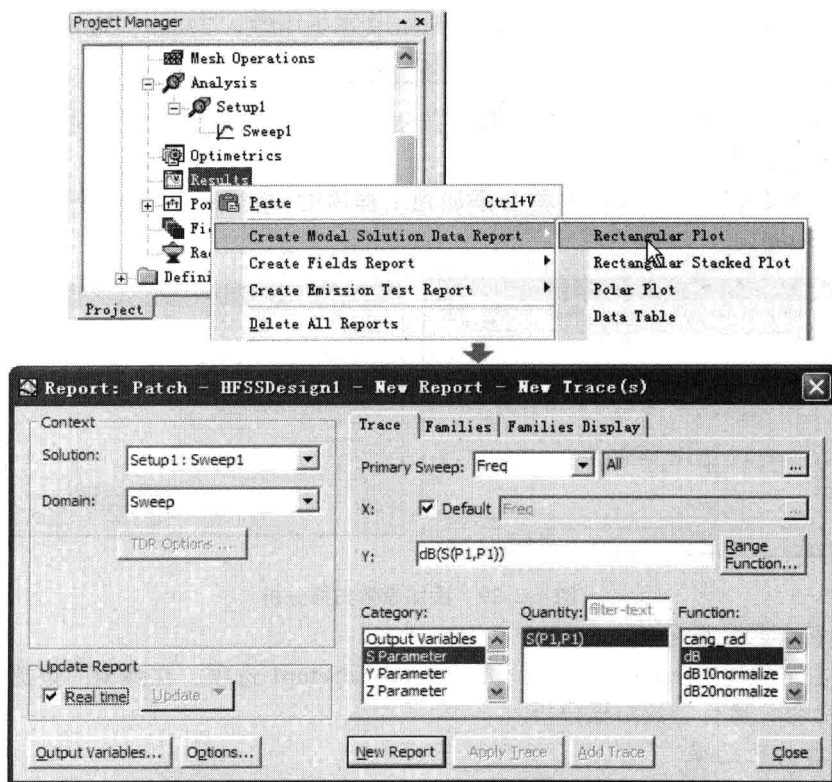 Project Manager
Mesh Operations
Analysis
Setup1
Sweep1
Optimetrics
Results
Por
Fi
Ra
Defini
Project
Paste Ctrl+V
Create Modal Solution Data Report
Create Fields Report
Create Emission Test Report
Delete All Reports
Rectangular Plot
Rectangular Stacked Plot
Polar Plot
Data Table
Report: Patch - HFSSDesign1 - New Report - New Trace(s)
Context
Solution: Setup1 : Sweep1
Domain: Sweep
TDR Options ...
Update Report
Real time Update
Output Variables... Options...
Trace Families Families Display
Primary Sweep: Freq All ...
X: Default Freq ...
Y: dB(S(P1,P1)) Range Function...
Category: Quantity: filter-text Function:
Output Variables S(P1,P1) cang_rad
S Parameter dB
Y Parameter dB10normalize
Z Parameter dB20normalize
New Report Apply Trace Add Trace Close